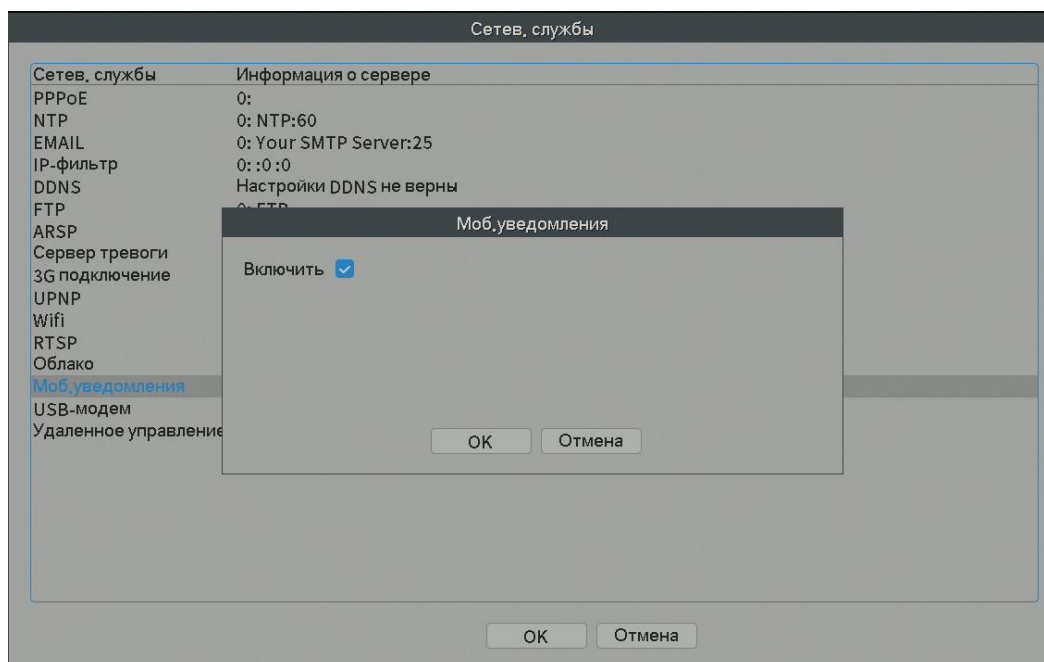 Сетев. службы
Сетев. службы Информация о сервере
PPPoE 0:
NTP 0: NTP:60
EMAIL 0: Your SMTP Server:25
IP-фильтр 0: :0 :0
DDNS Настройки DDNS не верны
FTP 0: FTP
ARSP
Сервер тревоги
3G подключение
UPNP
Wifi
RTSP
Облако
Моб.уведомления
USB-модем
Удаленное управление
Моб.уведомления
Включить
OK Отмена
OK Отмена